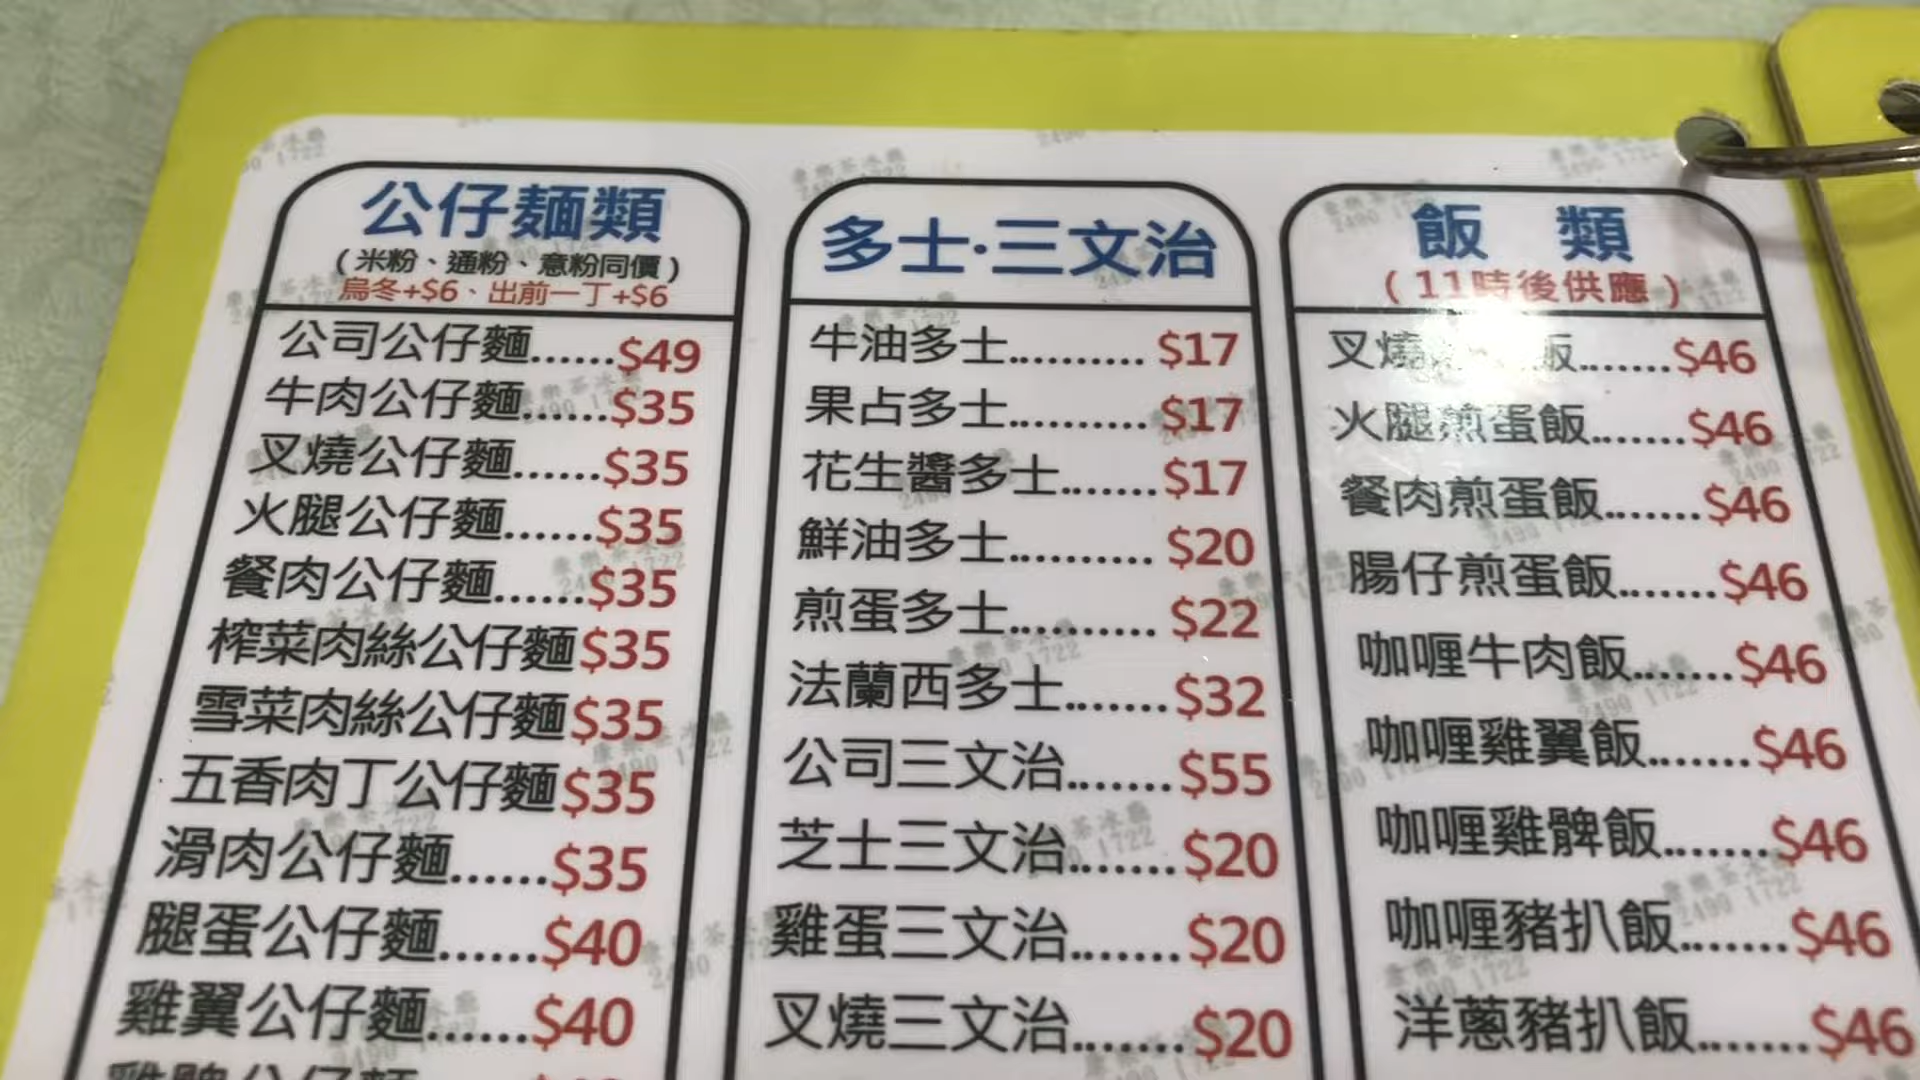 公仔麵類
(米粉、通粉、意粉同價)
烏冬+$6、出前一丁+$6
公司公仔麵......$49
牛肉公仔麵......$35
叉燒公仔麵......$35
火腿公仔麵......$35
餐肉公仔麵......$35
榨菜肉絲公仔麵$35
雪菜肉絲公仔麵$35
五香肉丁公仔麵$35
滑肉公仔麵......$35
腿蛋公仔麵......$40
雞翼公仔麵......$40
多士·三文治
牛油多士.......... $17
果占多士..........$17
花生醬多士.......$17
鮮油多士.......... $20
煎蛋多士.......... $22
法蘭西多士.......$32
公司三文治.......$55
芝士三文治.......$20
雞蛋三文治.......$20
叉燒三文治.......$20
飯 類
(11時後供應)
叉燒 飯.......$46
火腿煎蛋飯.......$46
餐肉煎蛋飯.......$46
腸仔煎蛋飯.......$46
咖喱牛肉飯.......$46
咖喱雞翼飯.......$46
咖喱雞髀飯.......$46
咖喱豬扒飯.......$46
洋蔥豬扒飯.......$46